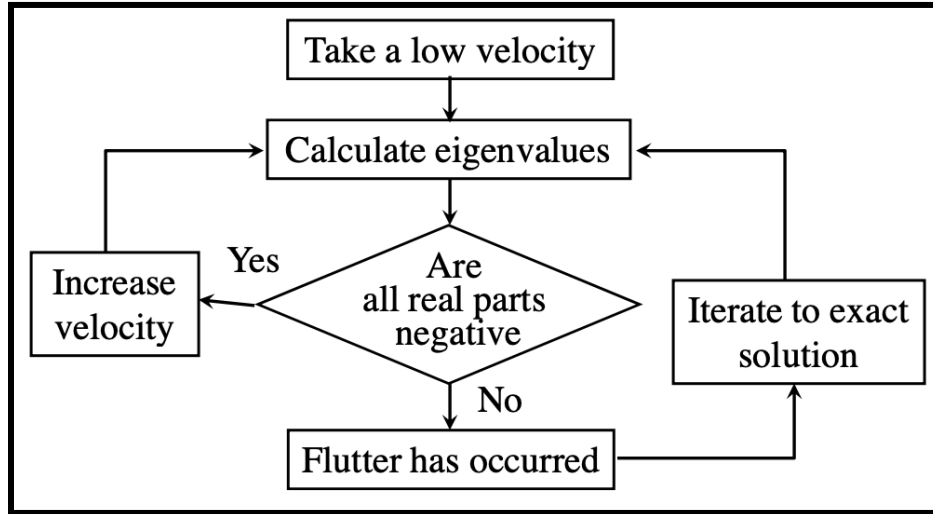 Take a low velocity
Calculate eigenvalues
Yes
Increase
velocity
Are
all real parts
negative
Iterate to exact
solution
No
Flutter has occurred